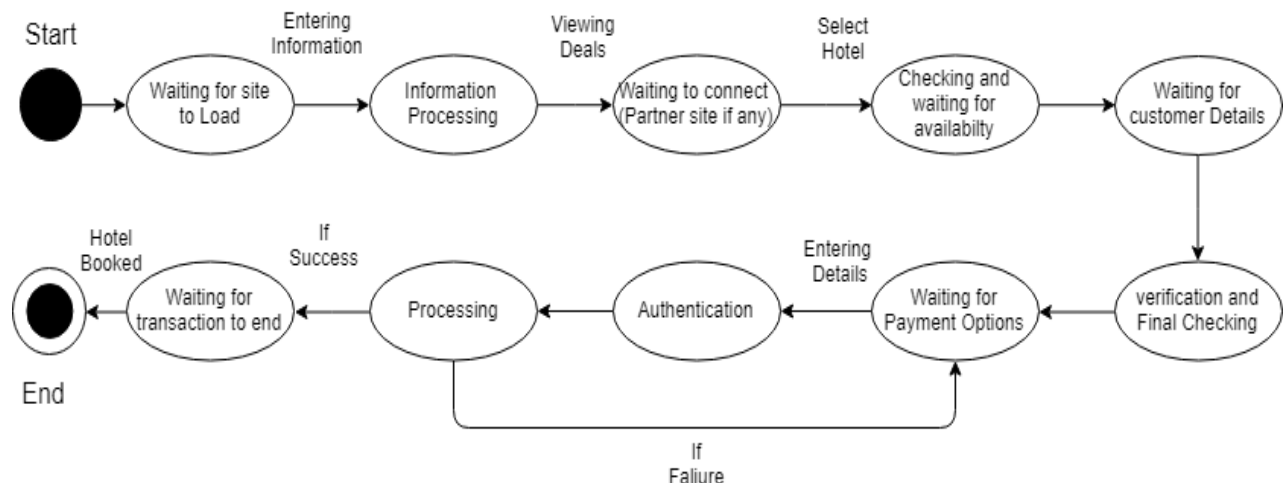 Start
Entering
Information
Viewing
Deals
Select
Hotel
Waiting for site
to Load
Information
Processing
Waiting to connect
(Partner site if any)
Checking and
waiting for
availabilty
Waiting for
customer Details
Hotel
Booked
If
Success
Entering
Details
Waiting for
transaction to end
Processing
Authentication
Waiting for
Payment Options
verification and
Final Checking
End
If
Faliure